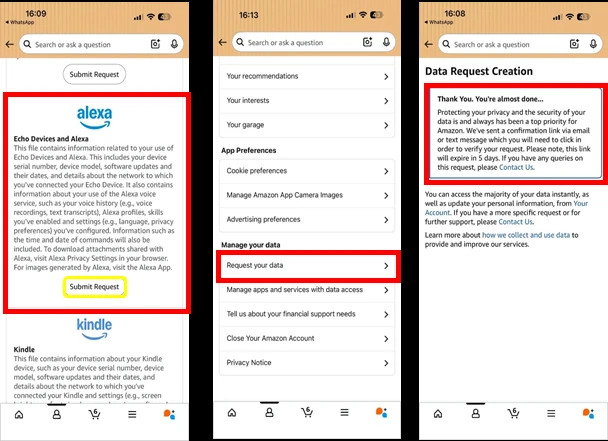 16:09
WhatsApp
Search or ask a question
Submit Request
alexa
Echo Devices and Alexa
This file contains information related to your use of
Echo Devices and Alexa. This includes your device
serial number, device model, software updates and
their dates, and details about the network to which
you've connected your Echo Device. It also contains
information about your use of the Alexa voice
service, such as your voice history (e.g., voice
recordings, text transcripts), Alexa profiles, skills
you've enabled and settings (e.g., language, privacy
preferences) you've configured. Information such as
the time and date of commands will also be
included. To download attachments shared with
Alexa, visit Alexa Privacy Settings in your browser.
For images generated by Alexa, visit the Alexa App.
Submit Request
kindle
Kindle
This file contains information about your Kindle
device, such as your device serial number, device
model, software updates and their dates, and
details about the network to which you've
connected your Kindle and settings (e.g., screen
6
16:13
WhatsApp
Search or ask a question
Your recommendations
Your interests
Your garage
App Preferences
Cookie preferences
Manage Amazon App Camera Images
Advertising preferences
Manage your data
Request your data
Manage apps and services with data access
Tell us about your financial support needs
Close Your Amazon Account
Privacy Notice
6
16:08
WhatsApp
Search or ask a question
Data Request Creation
Thank You. You're almost done...
Protecting your privacy and the security of your
data is and always has been a top priority for
Amazon. We've sent a confirmation link via email
or text message which you will need to click in
order to verify your request. Please note, this link
will expire in 5 days. If you have any queries on
this request, please Contact Us.
You can access the majority of your data instantly, as
well as update your personal information, from Your
Account. If you have a more specific request or for
further support, please Contact Us.
Learn more about how we collect and use data to
provide and improve our services.
6